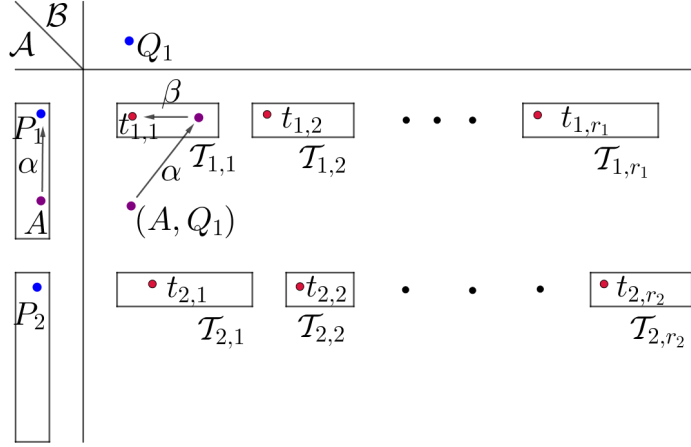 𝓑
𝓐
Q₁
P₁
α
A
β
t₁,₁
𝒯₁,₁
α
(A, Q₁)
t₁,₂
𝒯₁,₂
• • •
t₁,r₁
𝒯₁,r₁
P₂
t₂,₁
𝒯₂,₁
t₂,₂
𝒯₂,₂
• • •
t₂,r₂
𝒯₂,r₂